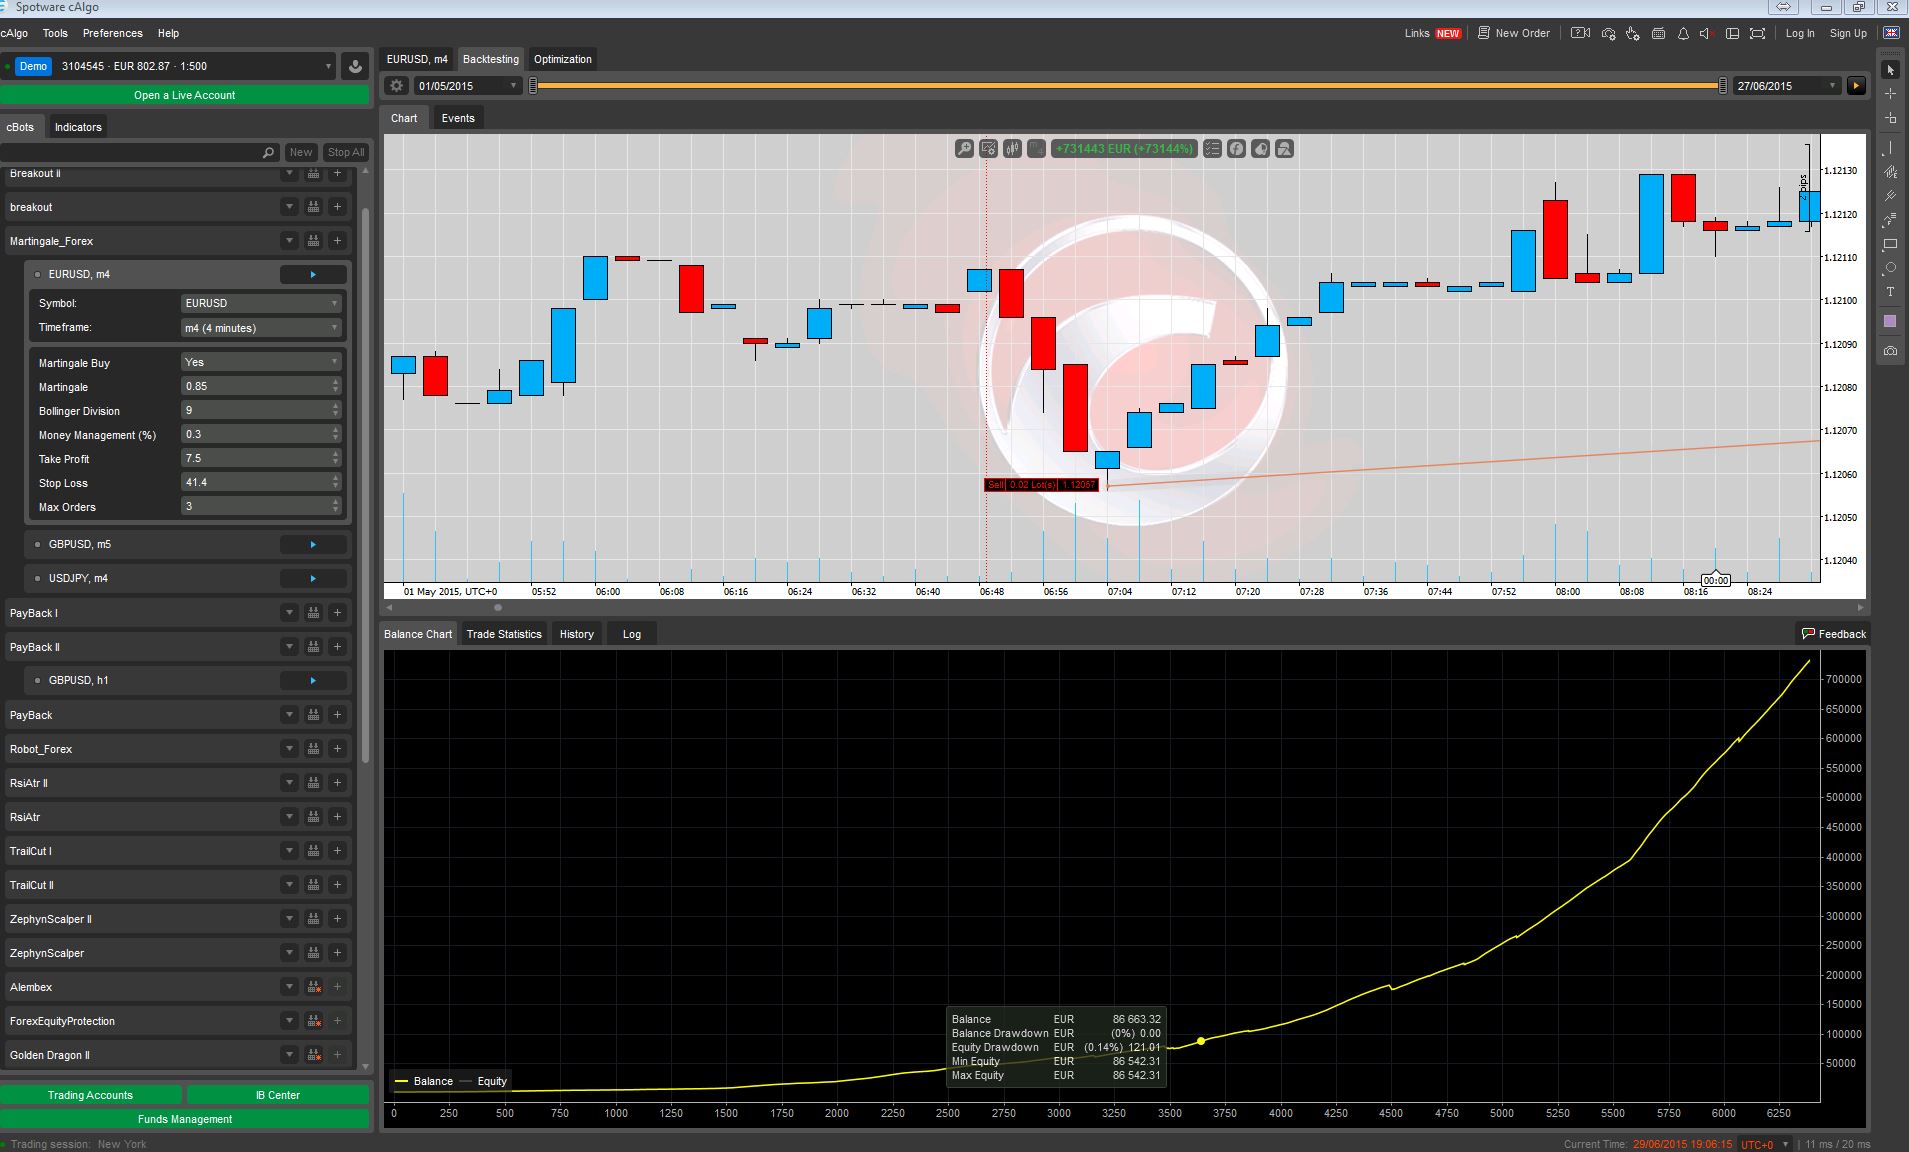 Spotware cAlgo
cAlgo Tools Preferences Help
Links NEW New Order Log In Sign Up
Demo 3104545 · EUR 802.87 · 1:500
Open a Live Account
cBots Indicators
New Stop All
Breakout II
breakout
Martingale_Forex
EURUSD, m4
Symbol: EURUSD
Timeframe: m4 (4 minutes)
Martingale Buy Yes
Martingale 0.85
Bollinger Division 9
Money Management (%) 0.3
Take Profit 7.5
Stop Loss 41.4
Max Orders 3
GBPUSD, m5
USDJPY, m4
PayBack I
PayBack II
GBPUSD, h1
PayBack
Robot_Forex
RsiAtr II
RsiAtr
TrailCut I
TrailCut II
ZephynScalper II
ZephynScalper
Alembex
ForexEquityProtection
Golden Dragon II
Trading Accounts IB Center
Funds Management
Trading session: New York
EURUSD, m4 Backtesting Optimization
01/05/2015 27/06/2015
Chart Events
m4 +731443 EUR (+73144%)
pips
1.12130
1.12120
1.12110
1.12100
1.12090
1.12080
1.12070
1.12060
1.12050
1.12040
Sell 0.02 Lot(s) 1.12057
00:00
01 May 2015, UTC+0 05:52 06:00 06:08 06:16 06:24 06:32 06:40 06:48 06:56 07:04 07:12 07:20 07:28 07:36 07:44 07:52 08:00 08:08 08:16 08:24
Balance Chart Trade Statistics History Log Feedback
700000
650000
600000
550000
500000
450000
400000
350000
300000
250000
200000
150000
100000
50000
Balance EUR 86 663.32
Balance Drawdown EUR (0%) 0.00
Equity Drawdown EUR (0.14%) 121.01
Min Equity EUR 86 542.31
Max Equity EUR 86 542.31
Balance Equity
0 250 500 750 1000 1250 1500 1750 2000 2250 2500 2750 3000 3250 3500 3750 4000 4250 4500 4750 5000 5250 5500 5750 6000 6250
Current Time: 29/06/2015 19:06:15 UTC+0 | 11 ms / 20 ms